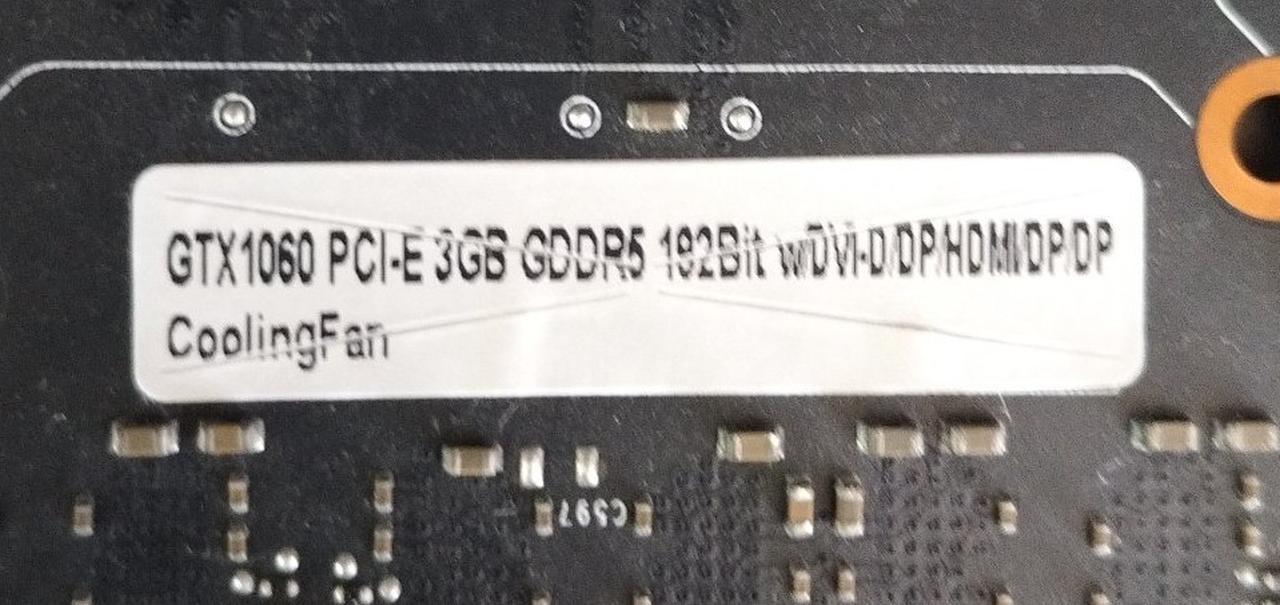 GTX1060 PCI-E 3GB GDDR5 192Bit w/DVI-D/DP/HDMI/DP/DP
CoolingFan
C597